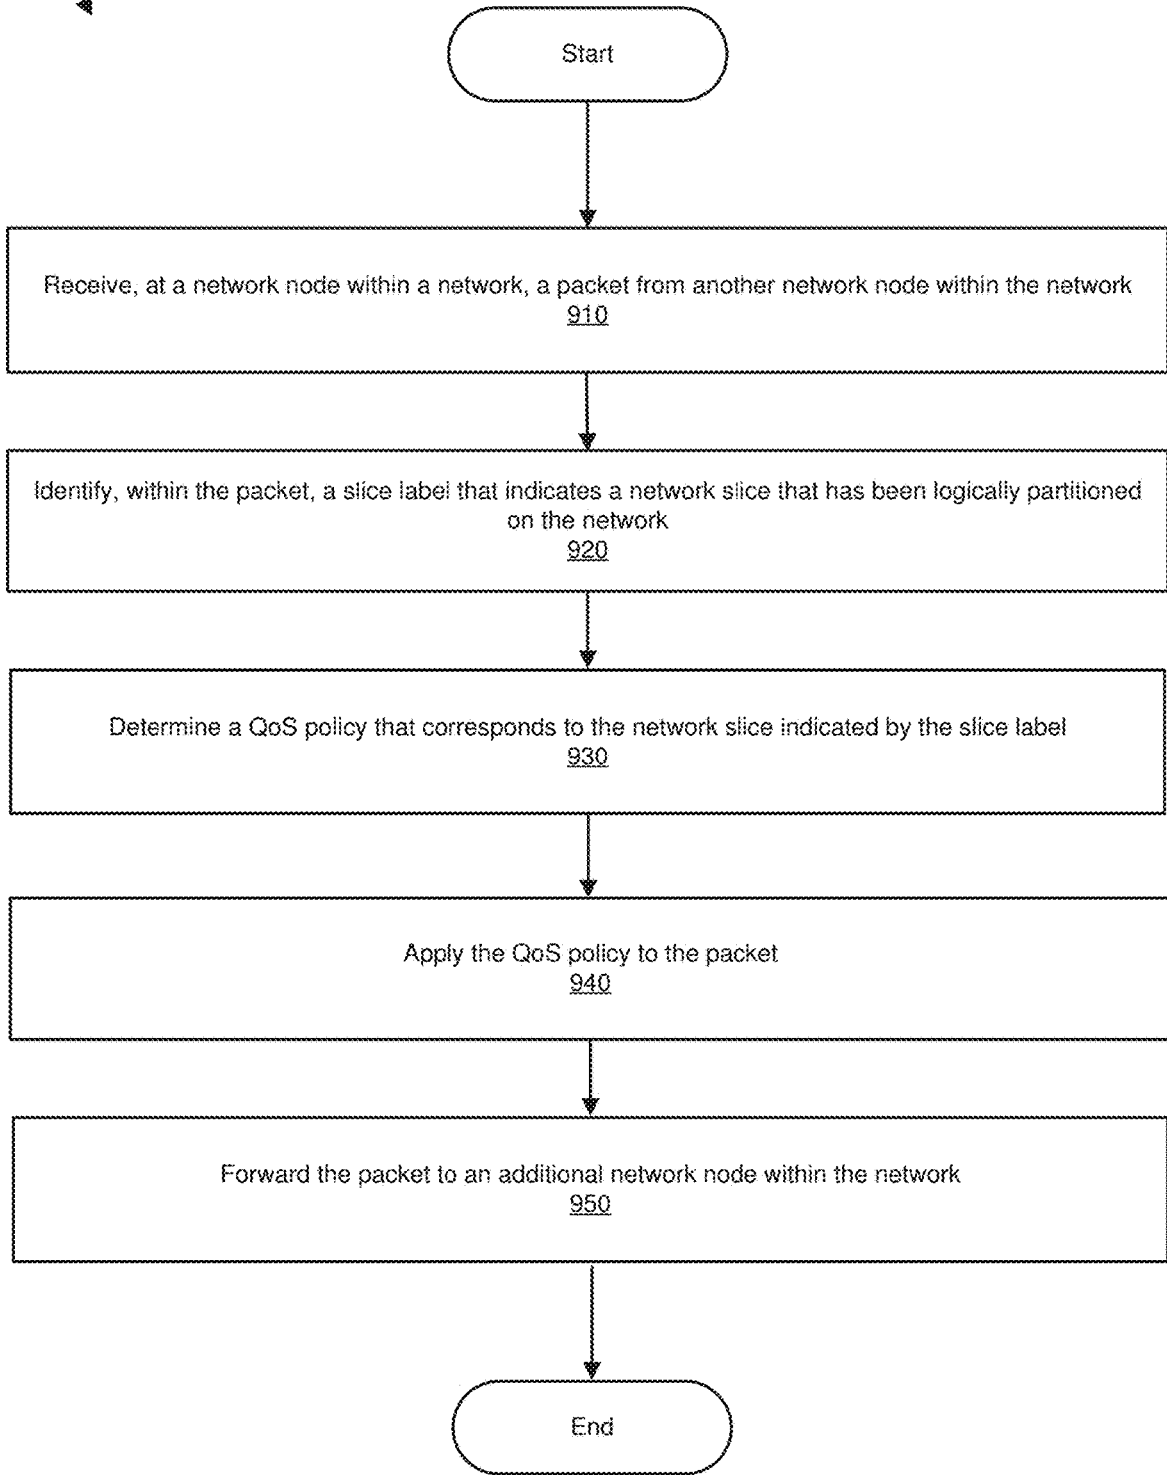 Start
Receive, at a network node within a network, a packet from another network node within the network
910
Identify, within the packet, a slice label that indicates a network slice that has been logically partitioned
on the network
920
Determine a QoS policy that corresponds to the network slice indicated by the slice label
930
Apply the QoS policy to the packet
940
Forward the packet to an additional network node within the network
950
End